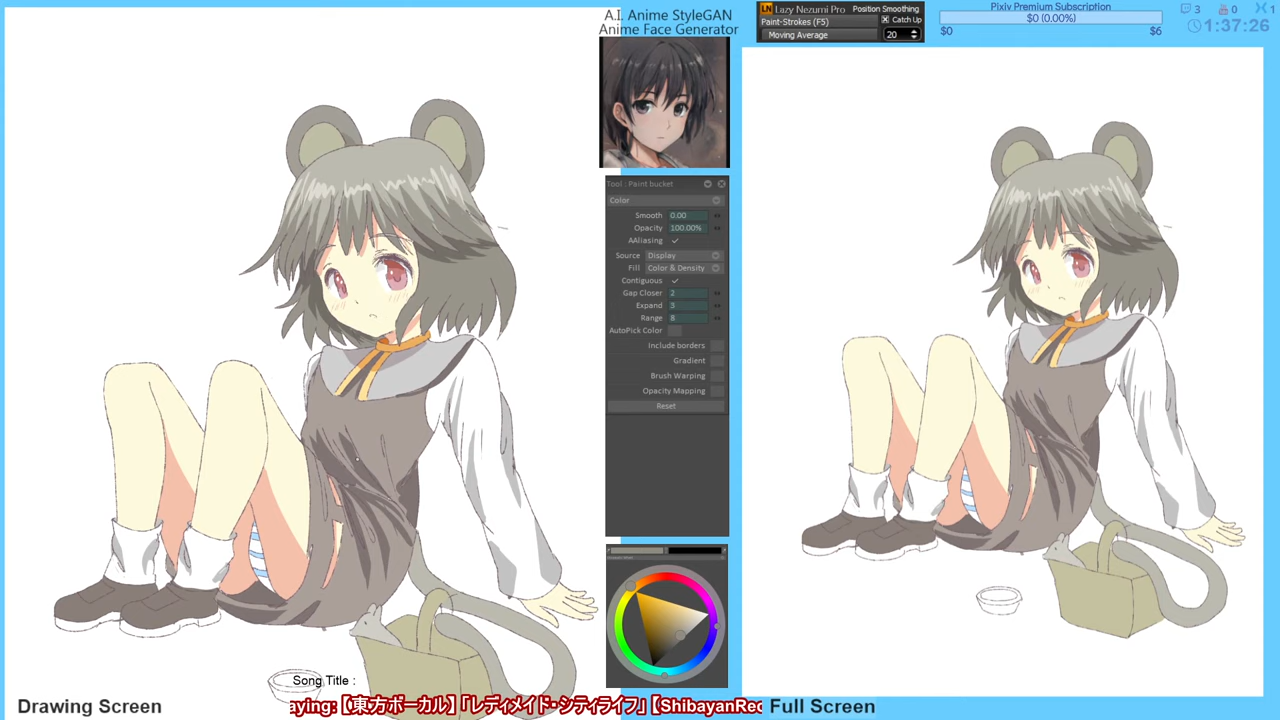 A.I. Anime StyleGAN
Anime Face Generator
LN Lazy Nezumi Pro
Position Smoothing
Paint-Strokes (F5)
Catch Up
Moving Average
20
Pixiv Premium Subscription
$0 (0.00%)
$0
$6
3
0
1
1:37:26
Tool : Paint bucket
Color
Smooth 0.00
Opacity 100.00%
AAliasing
Source Display
Fill Color & Density
Contiguous
Gap Closer 2
Expand 3
Range 8
AutoPick Color
Include borders
Gradient
Brush Warping
Opacity Mapping
Reset
Song Title :
aying: 【東方ボーカル】 「レディメイド・シティライフ」 【ShibayanRec
Drawing Screen
Full Screen